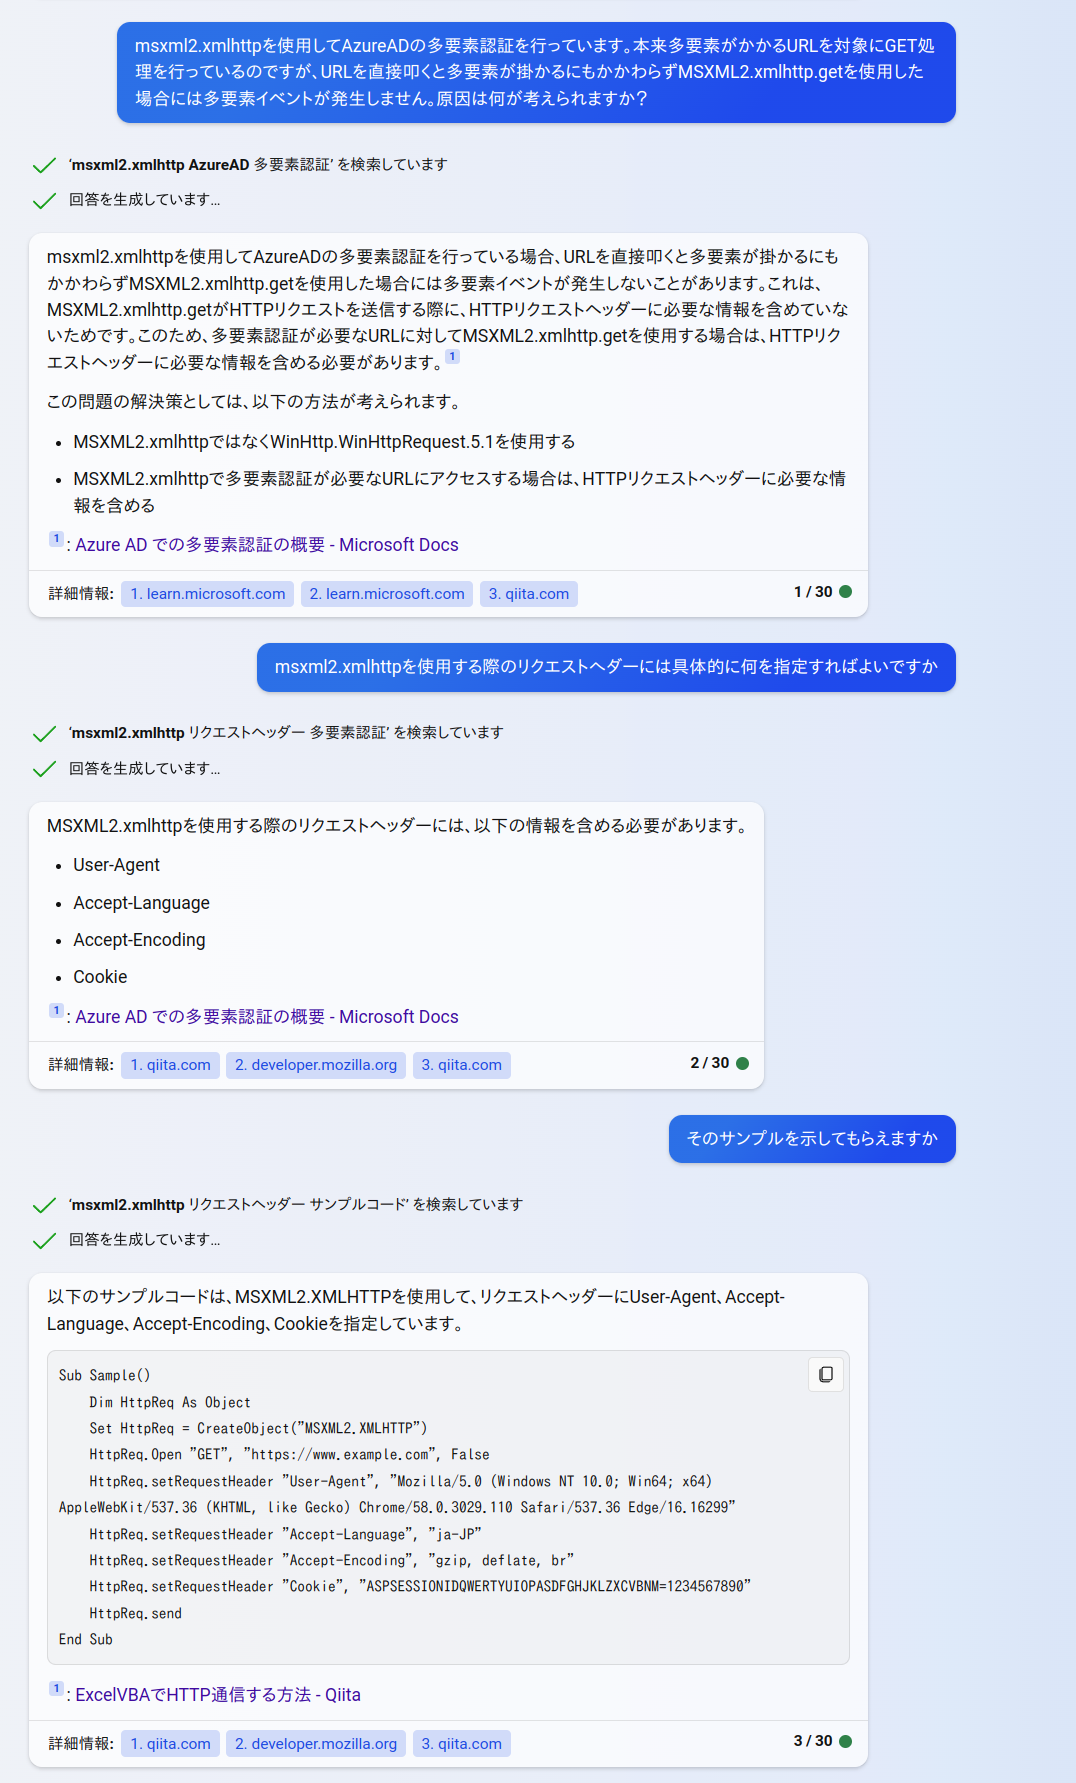 msxml2.xmlhttpを使用してAzureADの多要素認証を行っています。本来多要素がかかるURLを対象にGET処
理を行っているのですが、URLを直接叩くと多要素が掛かるにもかかわらずMSXML2.xmlhttp.getを使用した
場合には多要素イベントが発生しません。原因は何が考えられますか？
‘msxml2.xmlhttp AzureAD 多要素認証’ を検索しています
回答を生成しています...
msxml2.xmlhttpを使用してAzureADの多要素認証を行っている場合、URLを直接叩くと多要素が掛かるにも
かかわらずMSXML2.xmlhttp.getを使用した場合には多要素イベントが発生しないことがあります。これは、
MSXML2.xmlhttp.getがHTTPリクエストを送信する際に、HTTPリクエストヘッダーに必要な情報を含めていな
いためです。このため、多要素認証が必要なURLに対してMSXML2.xmlhttp.getを使用する場合は、HTTPリク
エストヘッダーに必要な情報を含める必要があります。 1
この問題の解決策としては、以下の方法が考えられます。
• MSXML2.xmlhttpではなくWinHttp.WinHttpRequest.5.1を使用する
• MSXML2.xmlhttpで多要素認証が必要なURLにアクセスする場合は、HTTPリクエストヘッダーに必要な情
報を含める
1 : Azure AD での多要素認証の概要 - Microsoft Docs
詳細情報: 1. learn.microsoft.com 2. learn.microsoft.com 3. qiita.com 1 / 30
msxml2.xmlhttpを使用する際のリクエストヘダーには具体的に何を指定すればよいですか
‘msxml2.xmlhttp リクエストヘッダー 多要素認証’ を検索しています
回答を生成しています...
MSXML2.xmlhttpを使用する際のリクエストヘッダーには、以下の情報を含める必要があります。
• User-Agent
• Accept-Language
• Accept-Encoding
• Cookie
1 : Azure AD での多要素認証の概要 - Microsoft Docs
詳細情報: 1. qiita.com 2. developer.mozilla.org 3. qiita.com 2 / 30
そのサンプルを示してもらえますか
‘msxml2.xmlhttp リクエストヘッダー サンプルコード’ を検索しています
回答を生成しています...
以下のサンプルコードは、MSXML2.XMLHTTPを使用して、リクエストヘッダーにUser-Agent、Accept-
Language、Accept-Encoding、Cookieを指定しています。
Sub Sample()
    Dim HttpReq As Object
    Set HttpReq = CreateObject("MSXML2.XMLHTTP")
    HttpReq.Open "GET", "https://www.example.com", False
    HttpReq.setRequestHeader "User-Agent", "Mozilla/5.0 (Windows NT 10.0; Win64; x64)
AppleWebKit/537.36 (KHTML, like Gecko) Chrome/58.0.3029.110 Safari/537.36 Edge/16.16299"
    HttpReq.setRequestHeader "Accept-Language", "ja-JP"
    HttpReq.setRequestHeader "Accept-Encoding", "gzip, deflate, br"
    HttpReq.setRequestHeader "Cookie", "ASPSESSIONIDQWERTYUIOPASDFGHJKLZXCVBNM=1234567890"
    HttpReq.send
End Sub
1 : ExcelVBAでHTTP通信する方法 - Qiita
詳細情報: 1. qiita.com 2. developer.mozilla.org 3. qiita.com 3 / 30